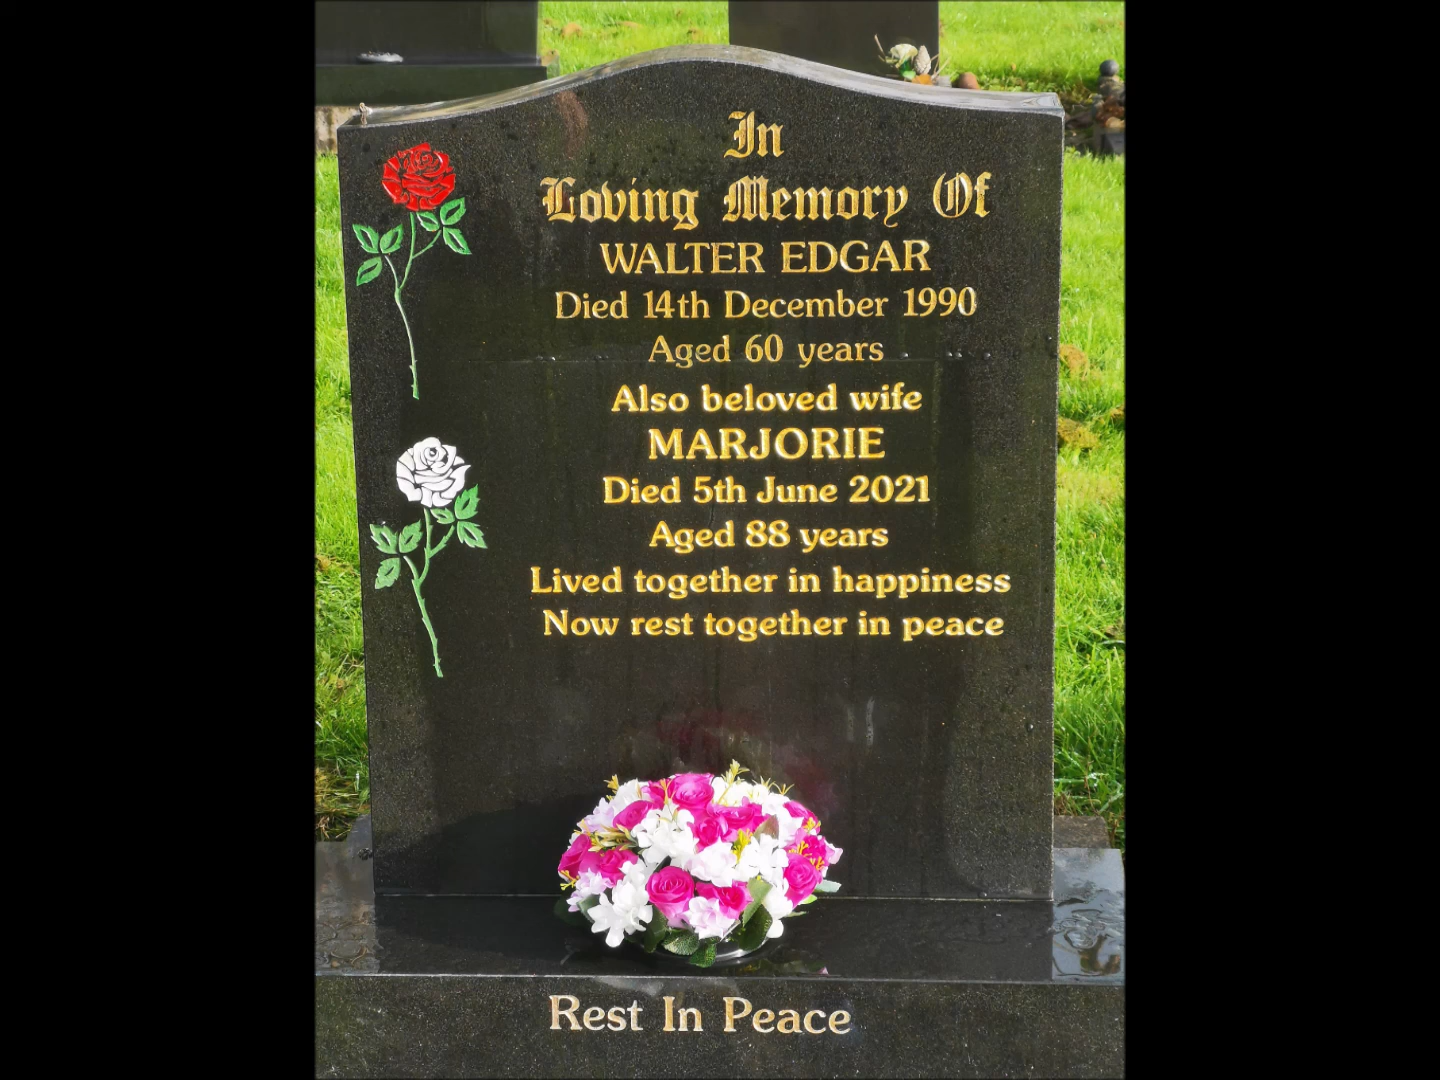 In
Loving Memory Of
WALTER EDGAR
Died 14th December 1990
Aged 60 years
Also beloved wife
MARJORIE
Died 5th June 2021
Aged 88 years
Lived together in happiness
Now rest together in peace
Rest In Peace